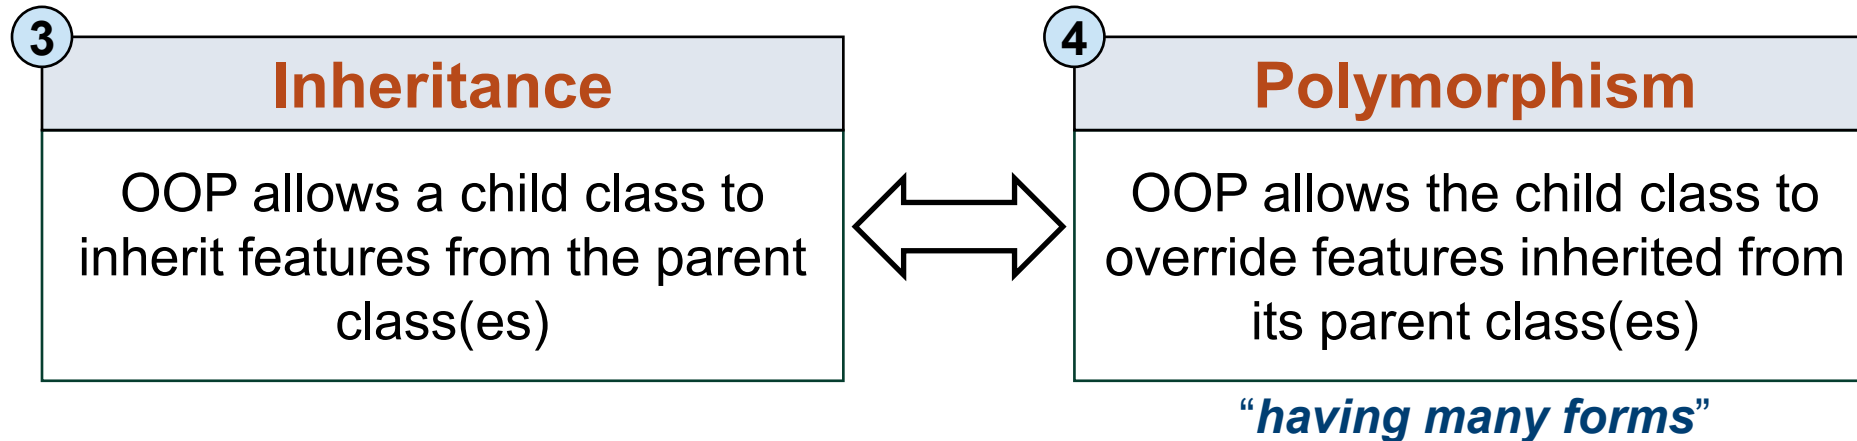 3
Inheritance
OOP allows a child class to
inherit features from the parent
class(es)
4
Polymorphism
OOP allows the child class to
override features inherited from
its parent class(es)
“having many forms”